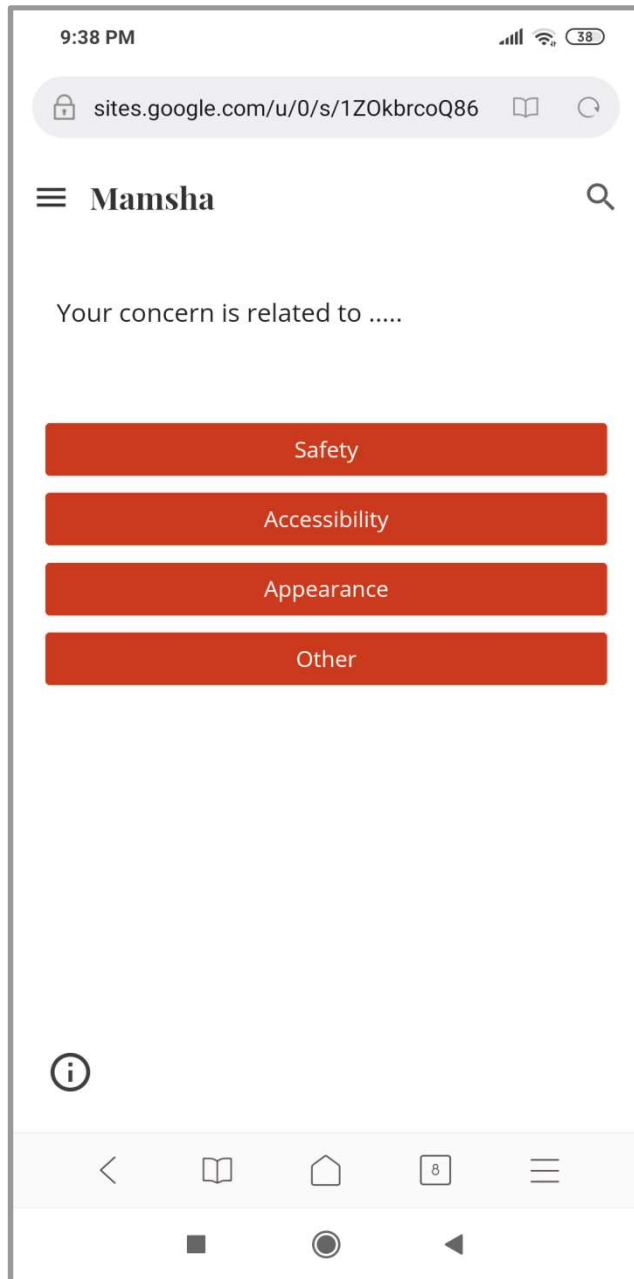 9:38 PM
38
sites.google.com/u/0/s/1ZOkbrcoQ86
Mamsha
Your concern is related to .....
Safety
Accessibility
Appearance
Other
8